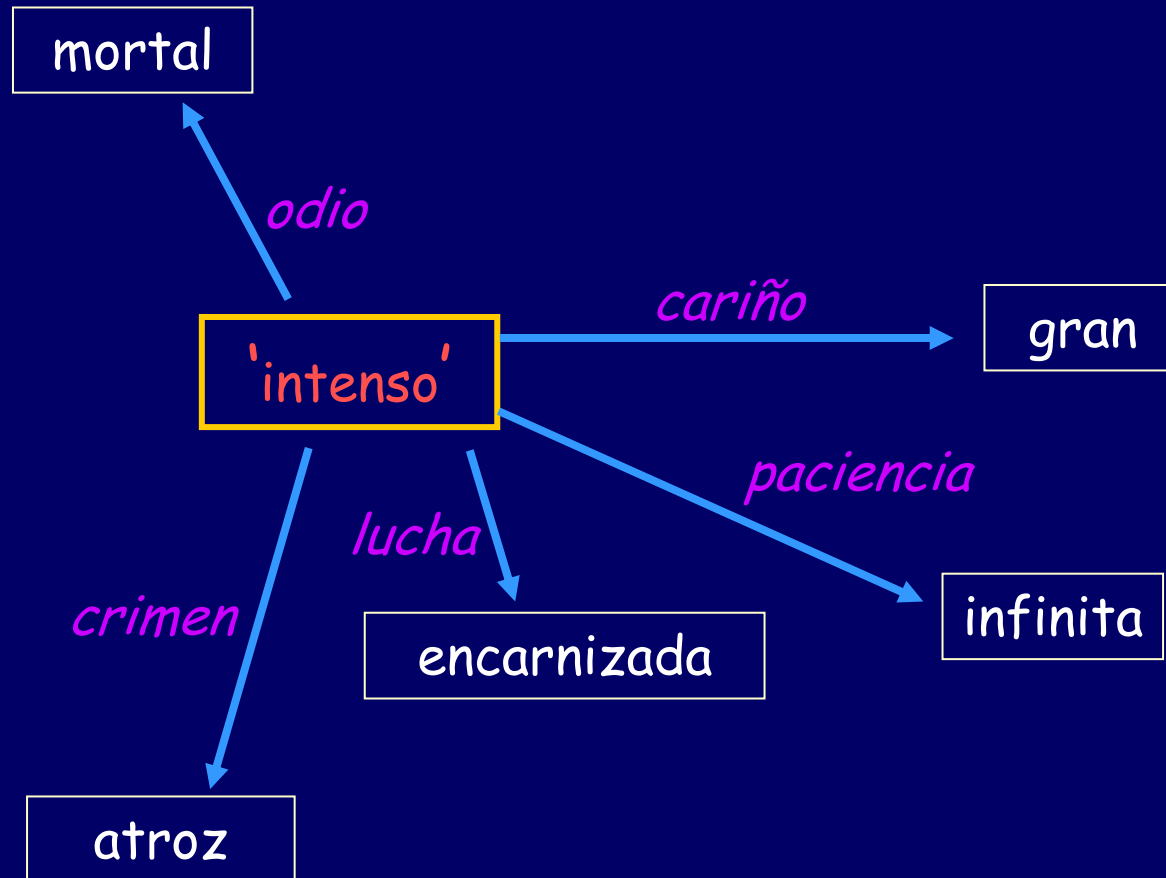 mortal
odio
cariño
gran
'intenso'
paciencia
lucha
crimen
infinita
encarnizada
atroz